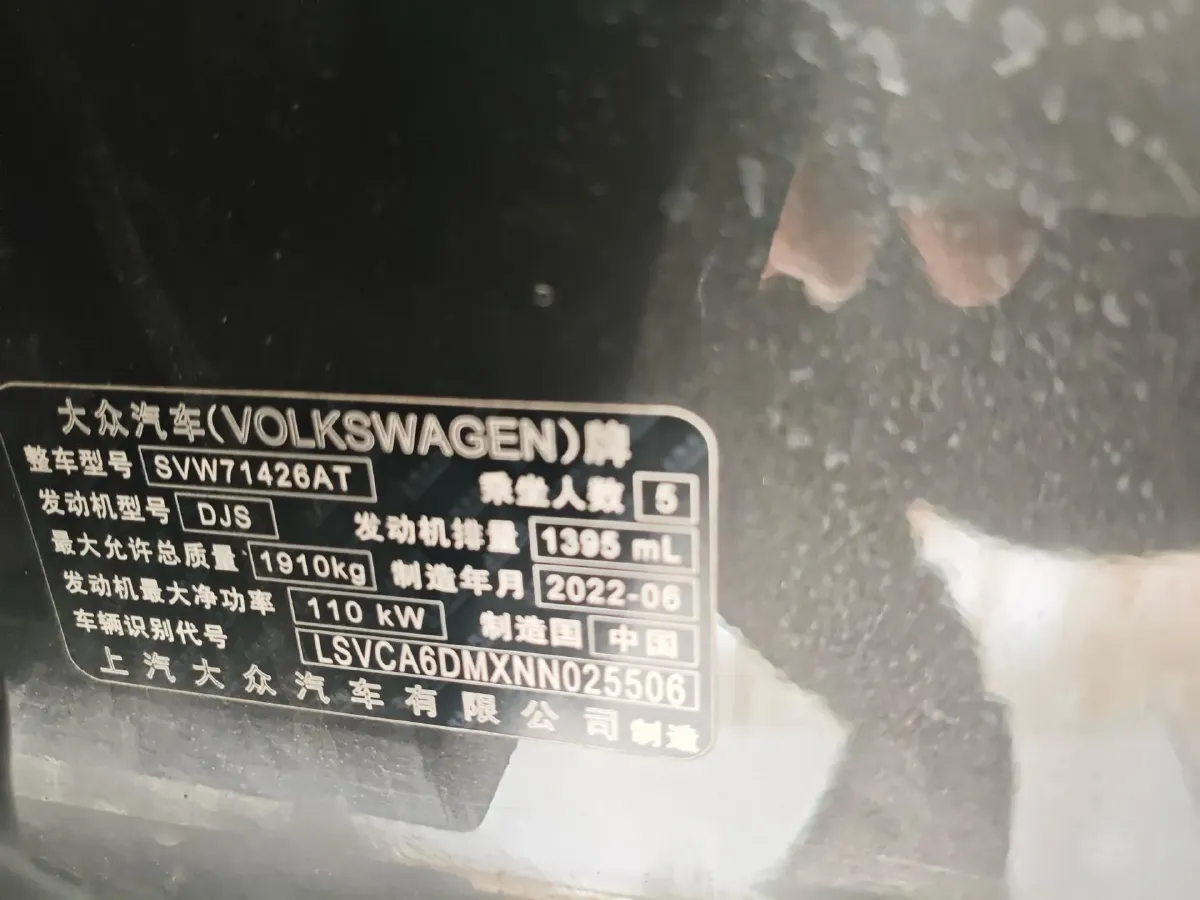 大众汽车(VOLKSWAGEN)牌
整车型号 SVW71426AT 乘坐人数 5
发动机型号 DJS 发动机排量 1395 mL
最大允许总质量 1910kg 制造年月 2022-06
发动机最大净功率 110 kW 制造国 中国
车辆识别代号 LSVCA6DMXNN025506
上汽大众汽车有限公司 制造